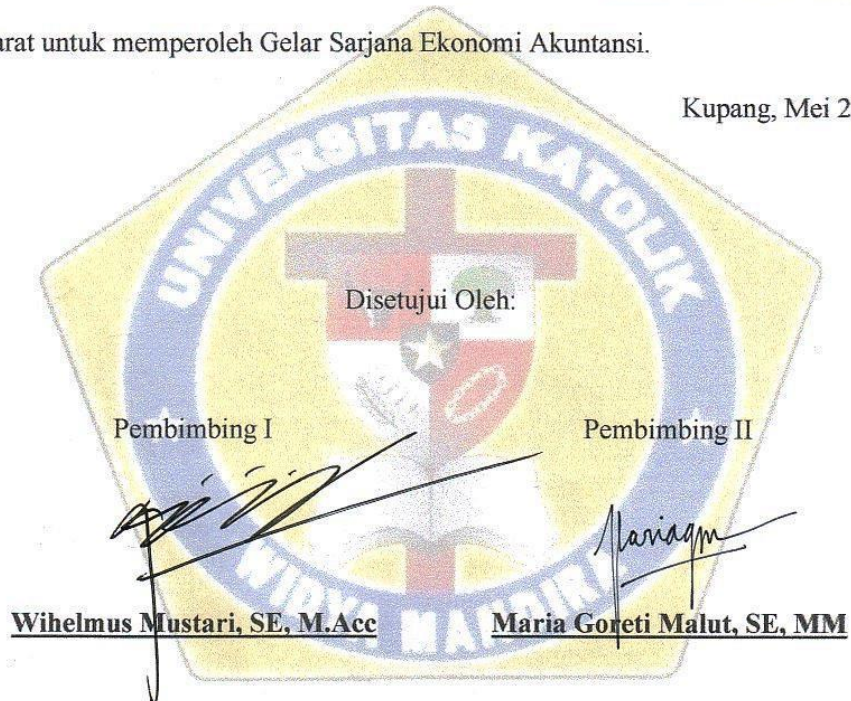 arat untuk memperoleh Gelar Sarjana Ekonomi Akuntansi.
Kupang, Mei 2
UNIVERSITAS KATOLIK
Disetujui Oleh:
Pembimbing I Pembimbing II
WIDYA MANDIRA
Wihelmus Mustari, SE, M.Acc Maria Goreti Malut, SE, MM